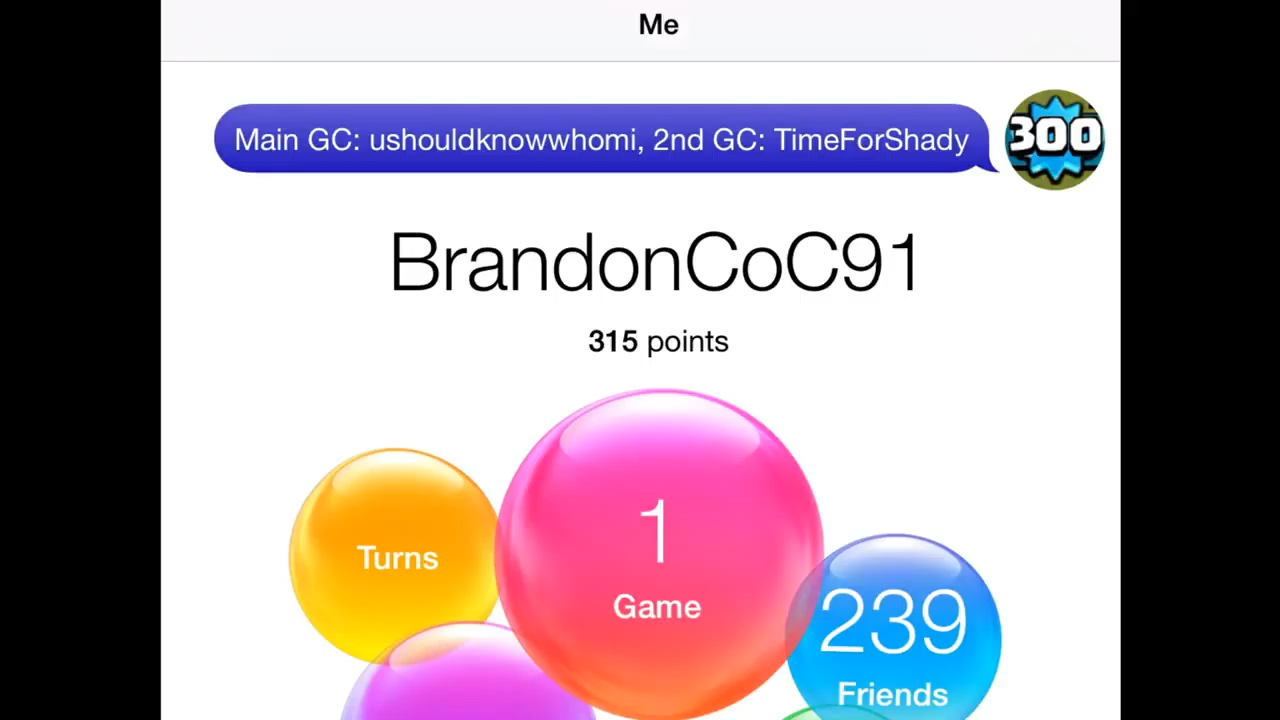 Me
Main GC: ushouldknowwhomi, 2nd GC: TimeForShady
300
BrandonCoC91
315 points
Turns
1
Game
239
Friends